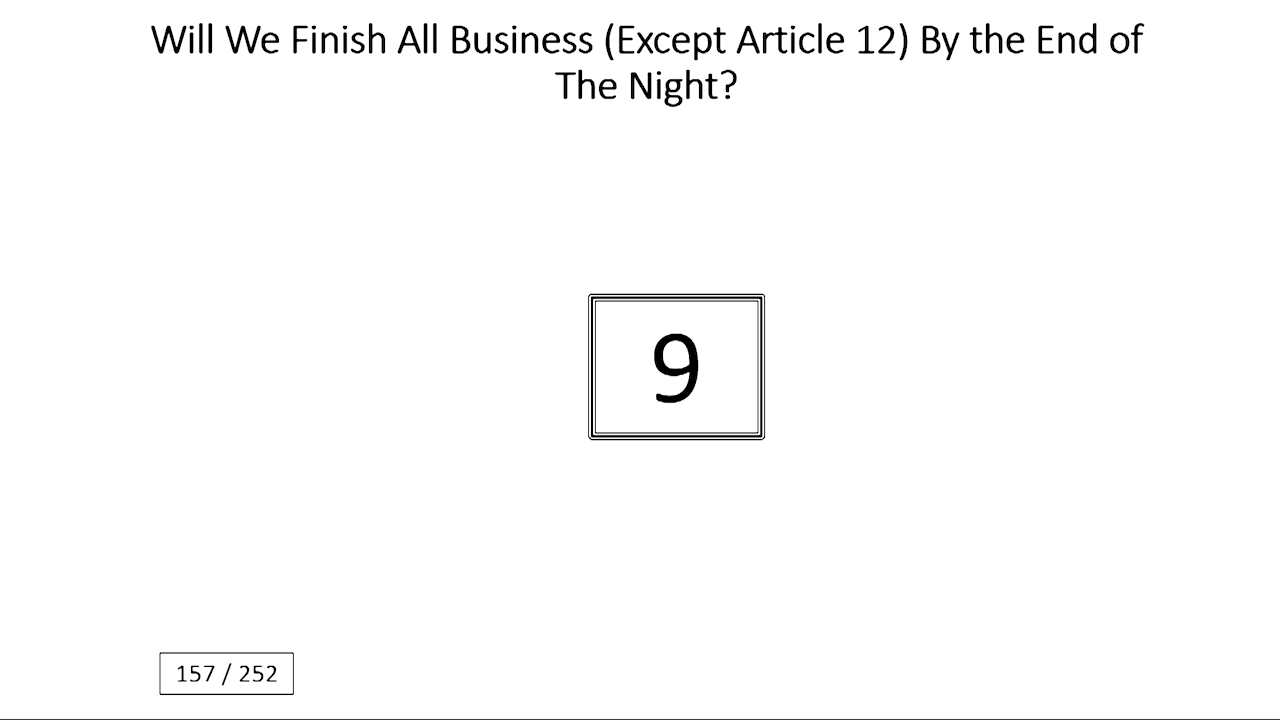 Will We Finish All Business (Except Article 12) By the End of
The Night?
9
157 / 252